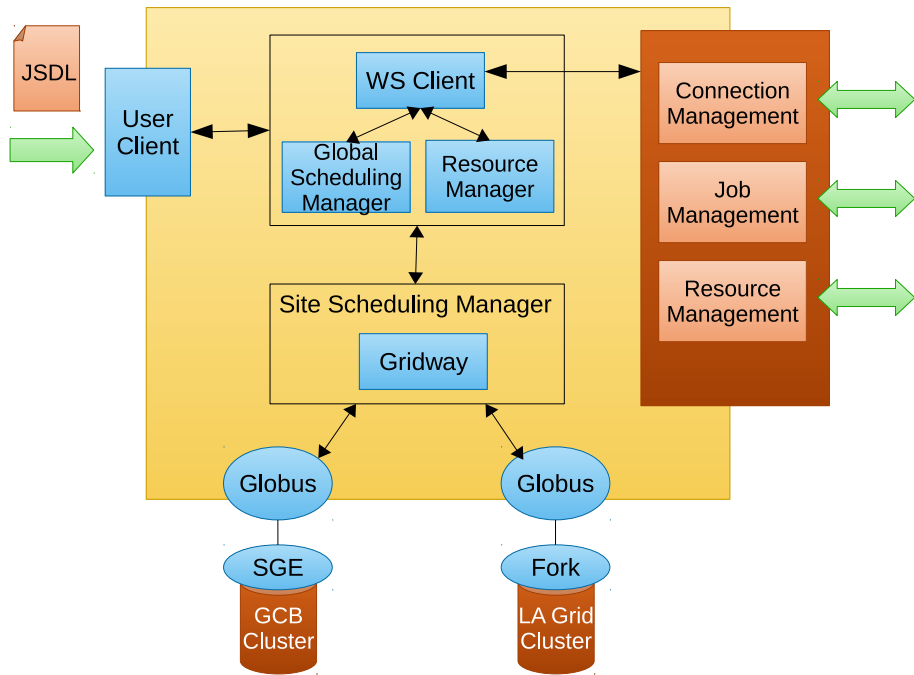 JSDL
User
Client
WS Client
Global
Scheduling
Manager
Resource
Manager
Connection
Management
Job
Management
Resource
Management
Site Scheduling Manager
Gridway
Globus
Globus
SGE
Fork
GCB
Cluster
LA Grid
Cluster